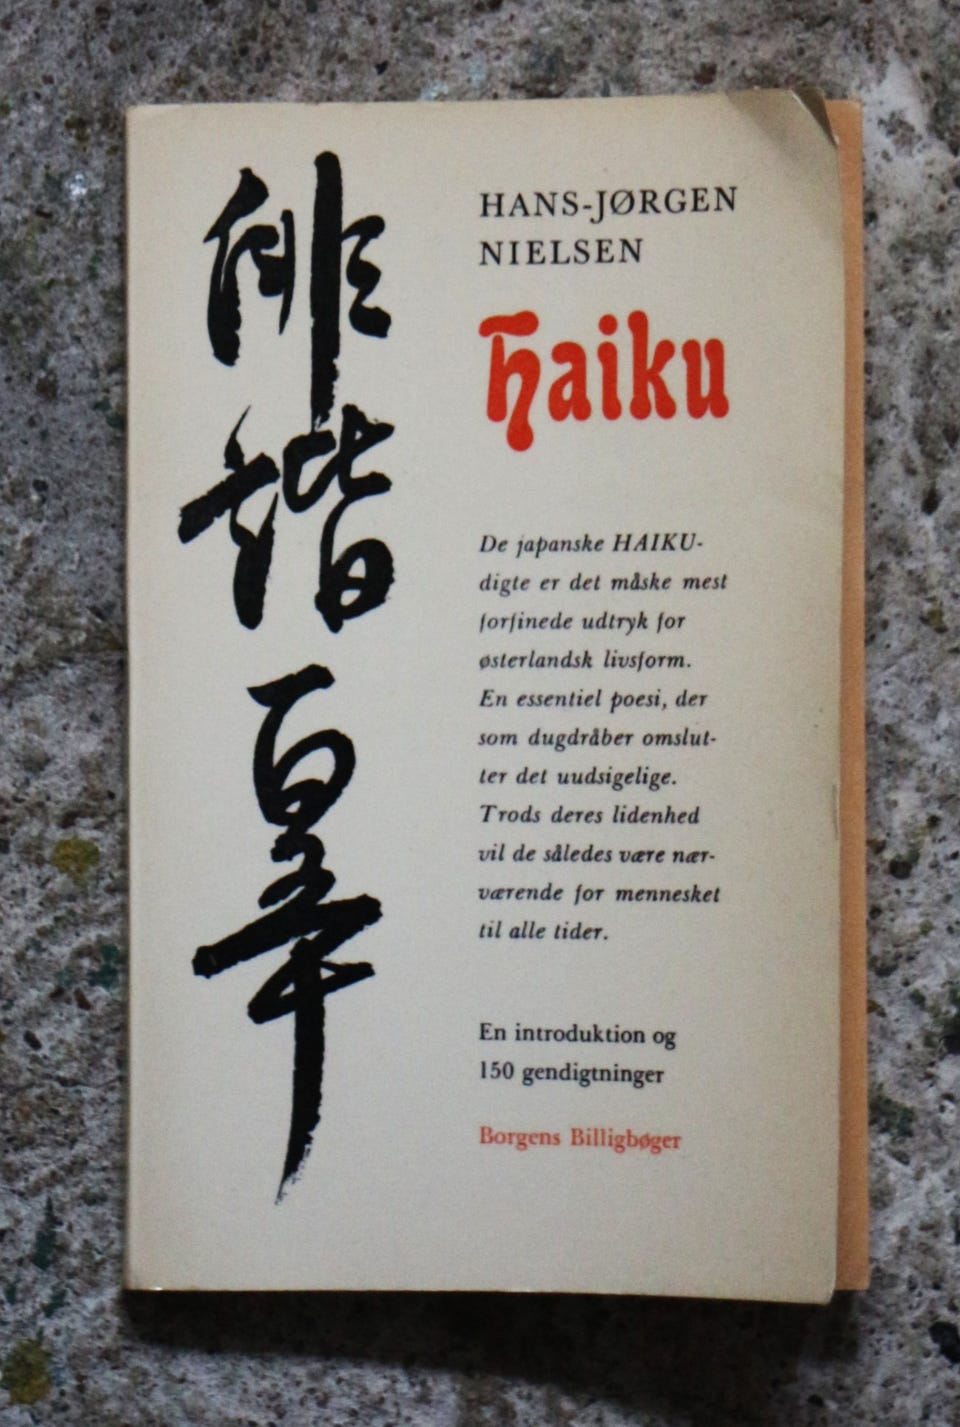 俳諧
HANS-JØRGEN
NIELSEN
haiku
De japanske HAIKU-
digte er det måske mest
forfinede udtryk for
østerlandsk livsform.
En essentiel poesi, der
som dugdråber omslut-
ter det uudsigelige.
Trods deres lidenhed
vil de således være nær-
værende for mennesket
til alle tider.
En introduktion og
150 gendigtninger
Borgens Billigbøger